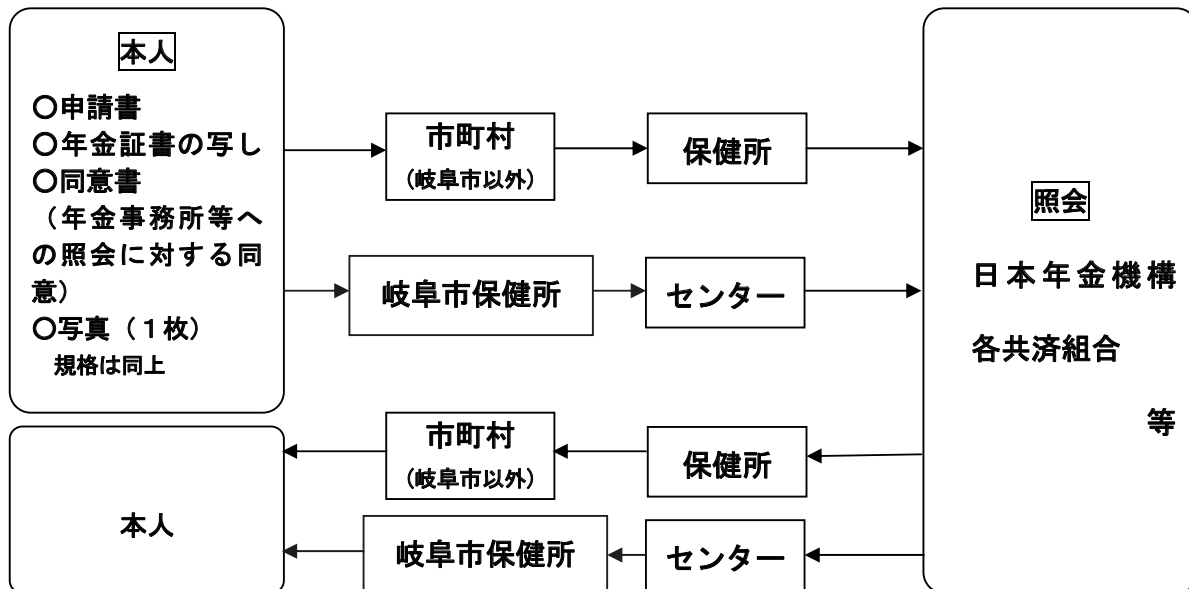 本人
○申請書
○年金証書の写し
○同意書
（年金事務所等へ
の照会に対する同
意）
○写真（１枚）
規格は同上
市町村
（岐阜市以外）
保健所
岐阜市保健所
センター
照会
日本年金機構
各共済組合
等
本人
市町村
（岐阜市以外）
保健所
岐阜市保健所
センター